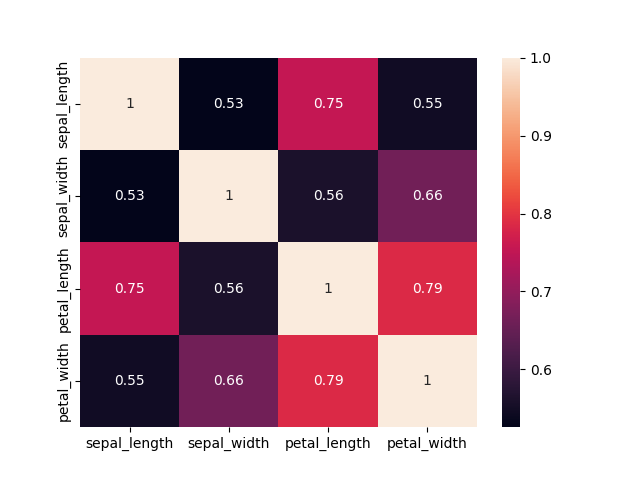 sepal_length
1
0.53
0.75
0.55
sepal_width
0.53
1
0.56
0.66
petal_length
0.75
0.56
1
0.79
petal_width
0.55
0.66
0.79
1
sepal_length
sepal_width
petal_length
petal_width
1.0
0.9
0.8
0.7
0.6